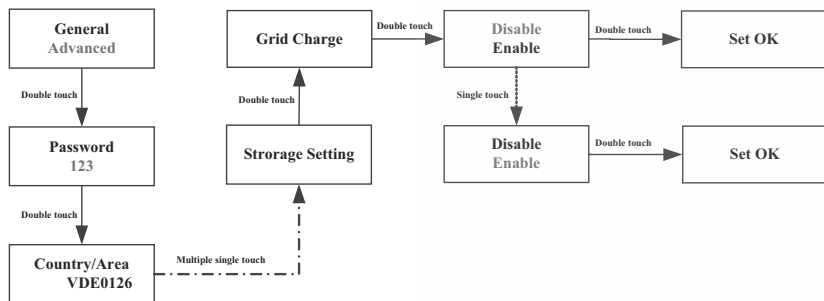 General
Advanced
Double touch
Password
123
Double touch
Country/Area
VDE0126
Multiple single touch
Strorage Setting
Double touch
Grid Charge
Double touch
Disable
Enable
Double touch
Set OK
Single touch
Disable
Enable
Double touch
Set OK